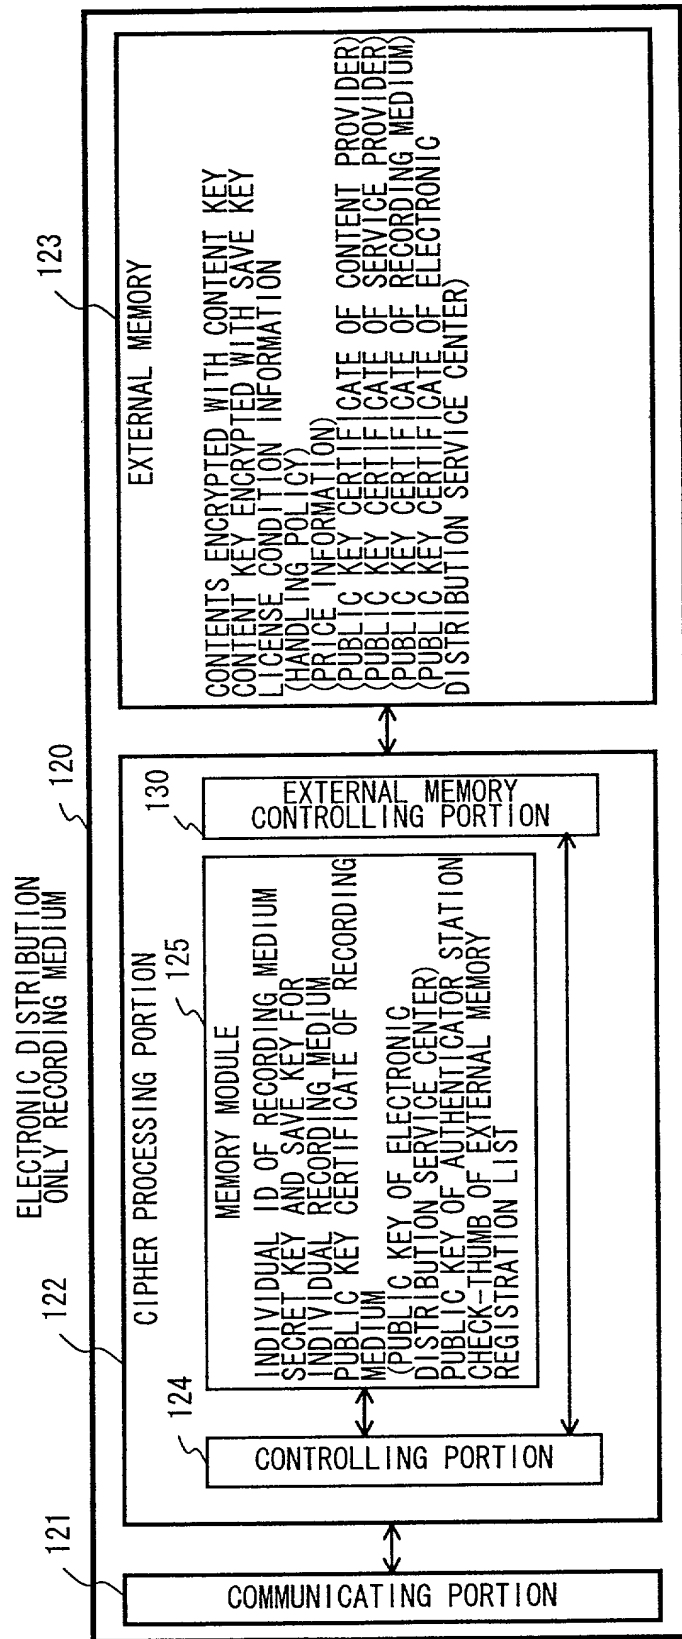 ELECTRONIC DISTRIBUTION
ONLY RECORDING MEDIUM
120
121
COMMUNICATING PORTION
122
CIPHER PROCESSING PORTION
124
CONTROLLING PORTION
125
MEMORY MODULE
INDIVIDUAL ID OF RECORDING MEDIUM
SECRET KEY AND SAVE KEY FOR
INDIVIDUAL RECORDING MEDIUM
PUBLIC KEY CERTIFICATE OF RECORDING
MEDIUM
(PUBLIC KEY OF ELECTRONIC
DISTRIBUTION SERVICE CENTER)
PUBLIC KEY OF AUTHENTICATOR STATION
CHECK-THUMB OF EXTERNAL MEMORY
REGISTRATION LIST
130
EXTERNAL MEMORY
CONTROLLING PORTION
123
EXTERNAL MEMORY
CONTENTS ENCRYPTED WITH CONTENT KEY
CONTENT KEY ENCRYPTED WITH SAVE KEY
LICENSE CONDITION INFORMATION
(HANDLING POLICY)
(PRICE INFORMATION)
(PUBLIC KEY CERTIFICATE OF CONTENT PROVIDER)
(PUBLIC KEY CERTIFICATE OF SERVICE PROVIDER)
(PUBLIC KEY CERTIFICATE OF RECORDING MEDIUM)
(PUBLIC KEY CERTIFICATE OF ELECTRONIC
DISTRIBUTION SERVICE CENTER)